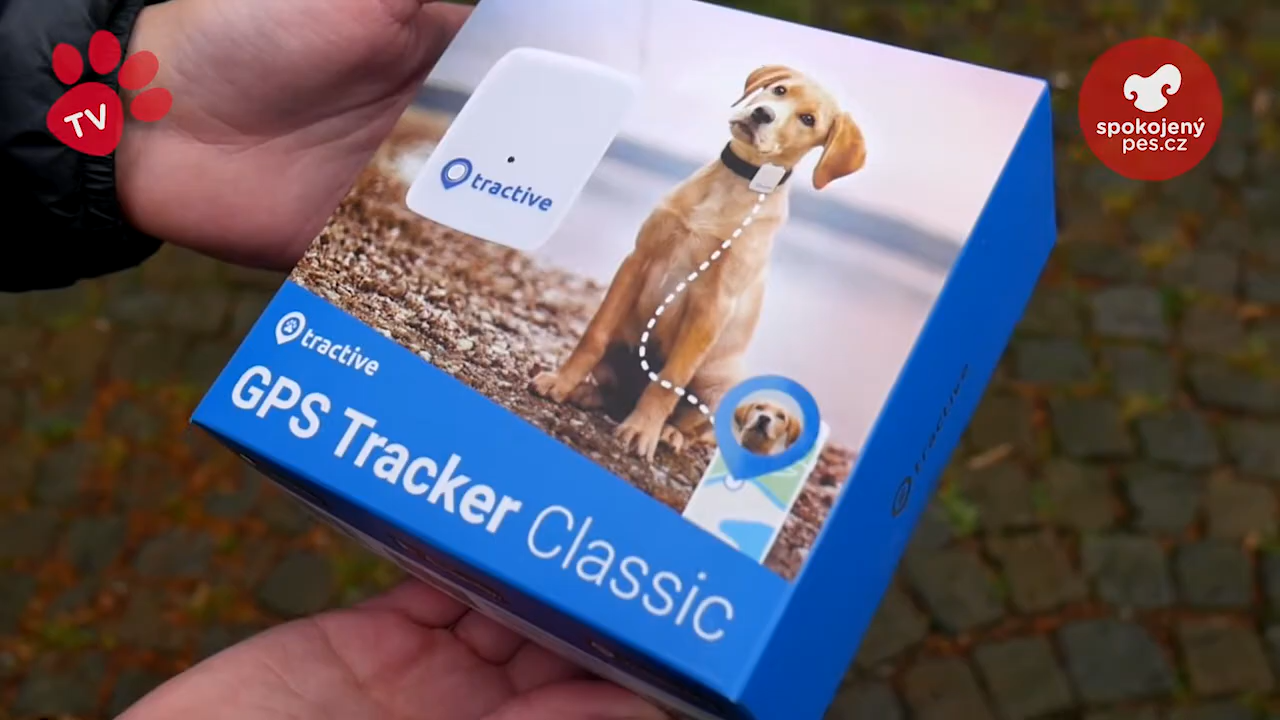 TV
spokojený
pes.cz
tractive
tractive
GPS Tracker Classic
tractive